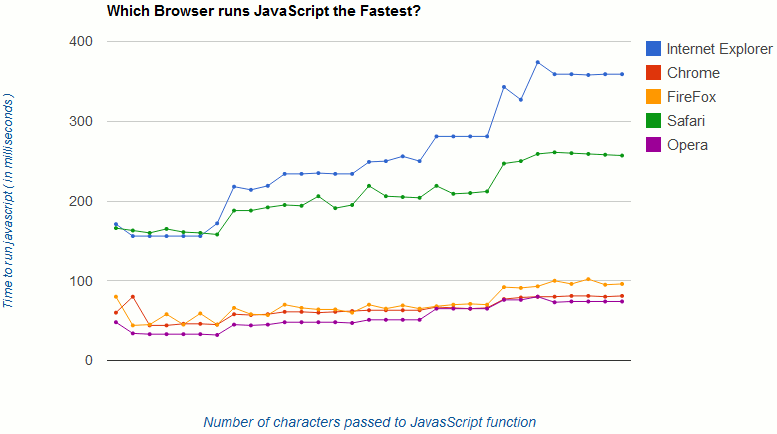 Which Browser runs JavaScript the Fastest?
Time to run javascript ( in milliseconds )
400
300
200
100
0
Internet Explorer
Chrome
FireFox
Safari
Opera
Number of characters passed to JavasScript function